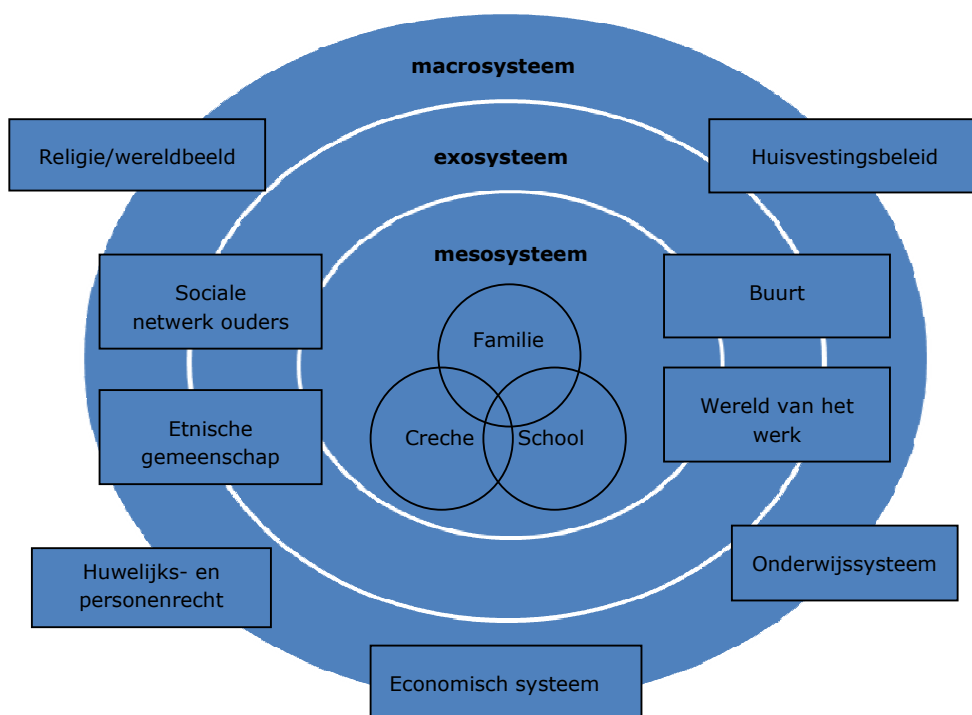 macrosysteem
Religie/wereldbeeld
Huisvestingsbeleid
exosysteem
mesosysteem
Sociale
netwerk ouders
Buurt
Familie
Etnische
gemeenschap
Creche
School
Wereld van het
werk
Huwelijks- en
personenrecht
Onderwijssysteem
Economisch systeem